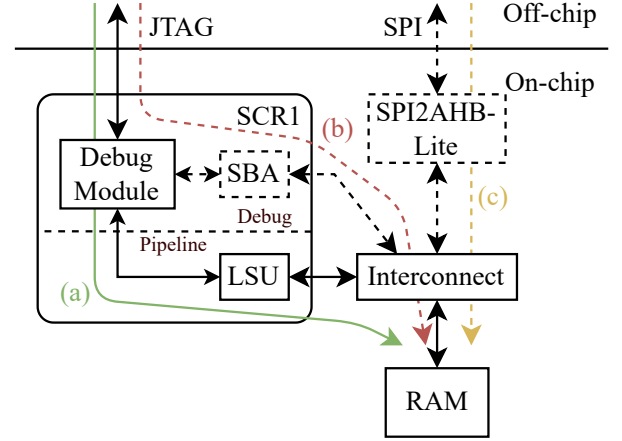 JTAG
SPI
Off-chip
On-chip
SCR1
(b)
SPI2AHB-
Lite
Debug
Module
SBA
(c)
Debug
Pipeline
(a)
LSU
Interconnect
RAM